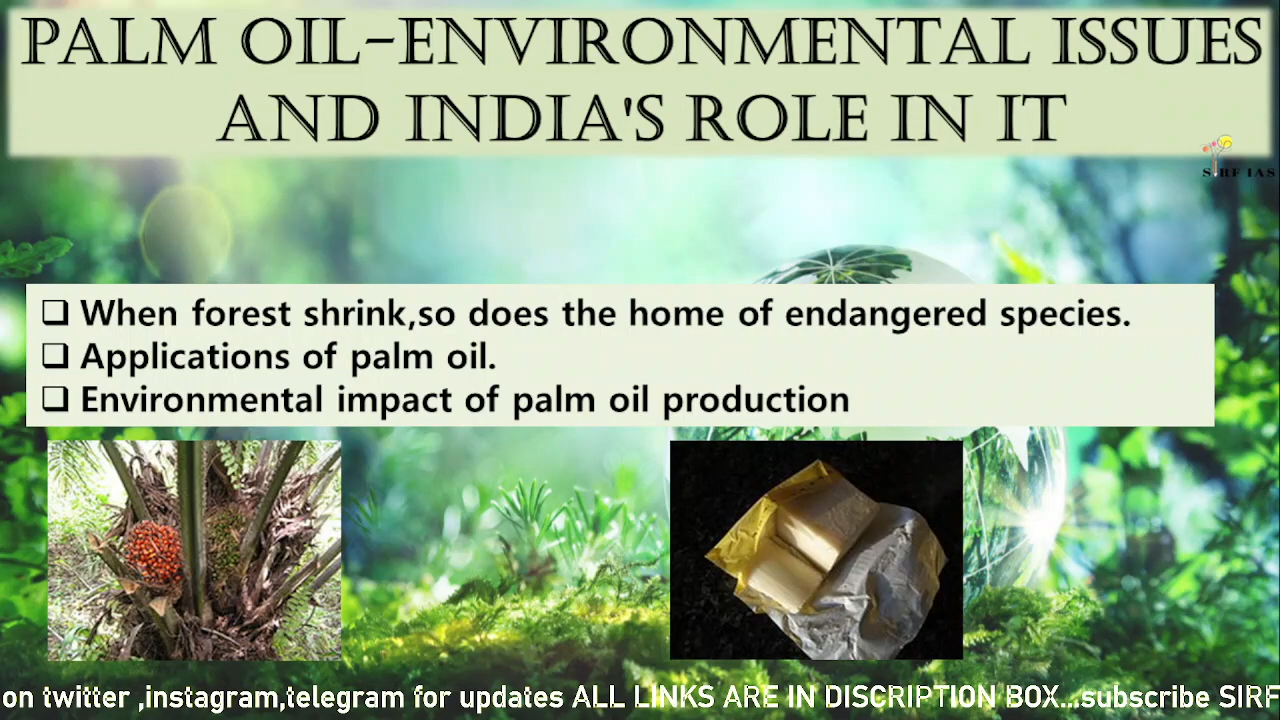 PALM OIL-ENVIRONMENTAL ISSUES
AND INDIA'S ROLE IN IT
SIRF IAS
When forest shrink,so does the home of endangered species.
Applications of palm oil.
Environmental impact of palm oil production
on twitter ,instagram,telegram for updates ALL LINKS ARE IN DISCRIPTION BOX...subscribe SIRF